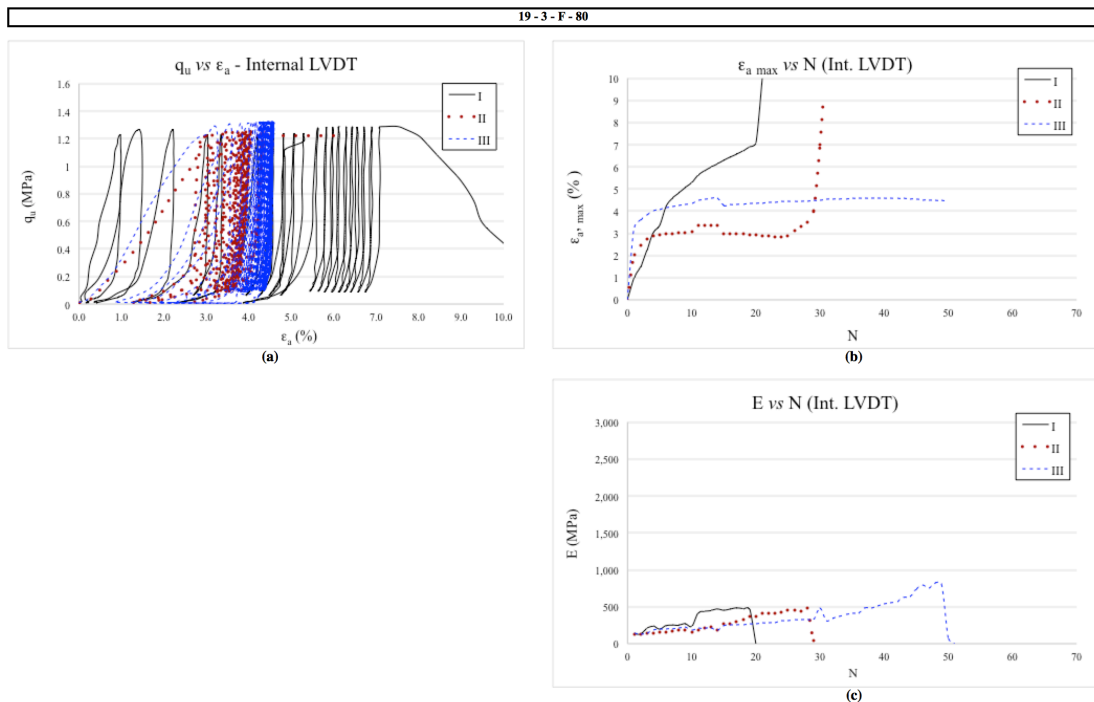 19 - 3 - F - 80
qu vs εa - Internal LVDT
1.6
1.4
1.2
1
0.8
0.6
0.4
0.2
0
qu (MPa)
I
II
III
0.0 1.0 2.0 3.0 4.0 5.0 6.0 7.0 8.0 9.0 10.0
εa (%)
(a)
εa max vs N (Int. LVDT)
10
9
8
7
6
5
4
3
2
1
0
εa, max (%)
I
II
III
0 10 20 30 40 50 60 70
N
(b)
E vs N (Int. LVDT)
3,000
2,500
2,000
1,500
1,000
500
0
E (MPa)
I
II
III
0 10 20 30 40 50 60 70
N
(c)